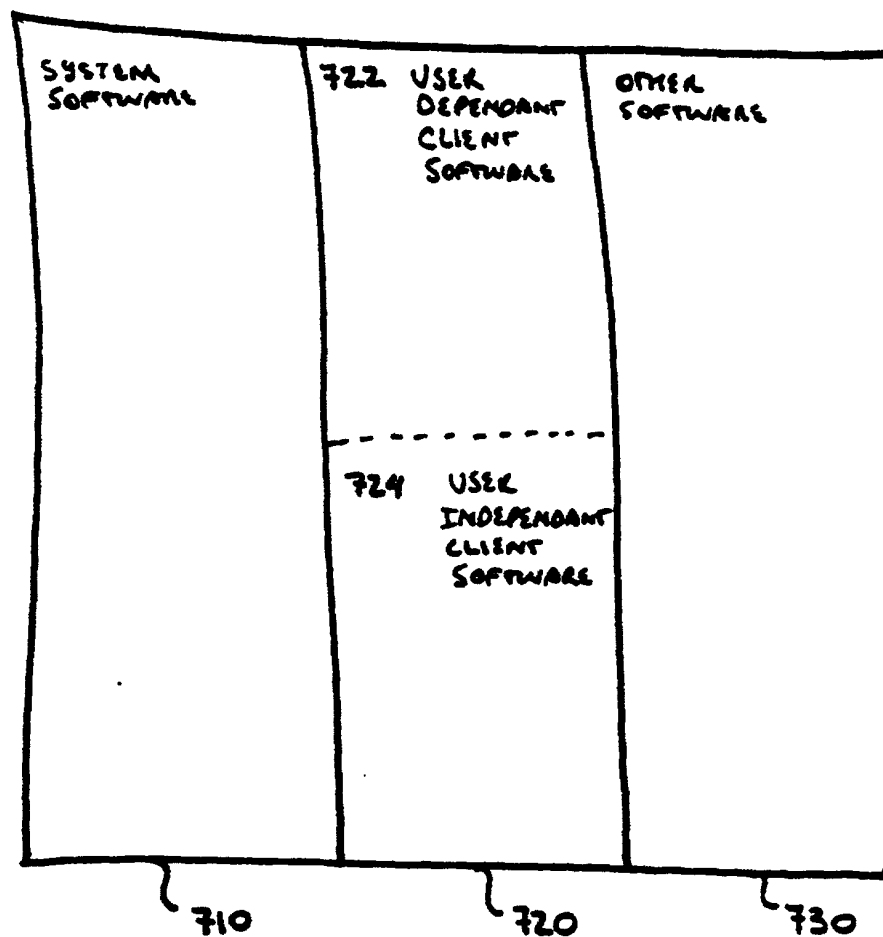 SYSTEM
SOFTWARE
722 USER
DEPENDANT
CLIENT
SOFTWARE
OTHER
SOFTWARE
724 USER
INDEPENDANT
CLIENT
SOFTWARE
710
720
730